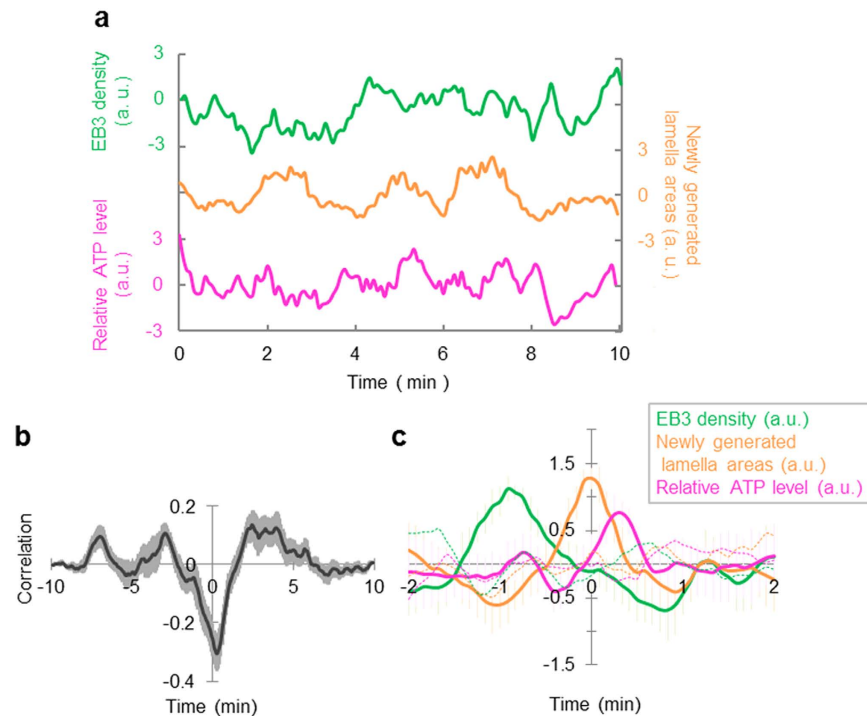 a
EB3 density
(a. u.)
3
0
-3
Newly generated
lamella areas (a. u.)
3
0
-3
Relative ATP level
(a.u.)
3
0
-3
0
2
4
6
8
10
Time ( min )
b
Correlation
0.2
0
-0.2
-0.4
-10
-5
0
5
10
Time (min)
c
EB3 density (a.u.)
Newly generated
lamella areas (a.u.)
Relative ATP level (a.u.)
1.5
0.5
-0.5
-1.5
-2
-1
0
1
2
Time (min)